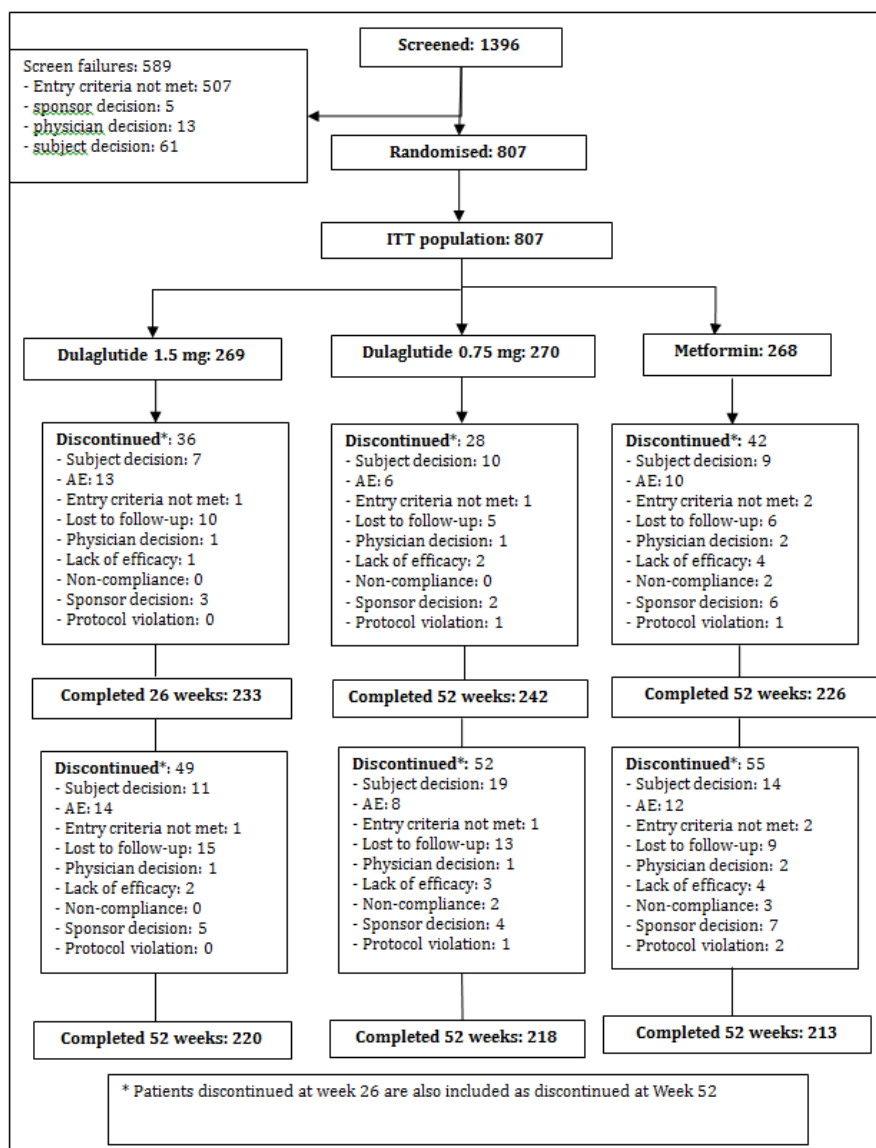 Screened: 1396
Screen failures: 589
- Entry criteria not met: 507
- sponsor decision: 5
- physician decision: 13
- subject decision: 61
Randomised: 807
ITT population: 807
Dulaglutide 1.5 mg: 269
Dulaglutide 0.75 mg: 270
Metformin: 268
Discontinued*: 36
- Subject decision: 7
- AE: 13
- Entry criteria not met: 1
- Lost to follow-up: 10
- Physician decision: 1
- Lack of efficacy: 1
- Non-compliance: 0
- Sponsor decision: 3
- Protocol violation: 0
Discontinued*: 28
- Subject decision: 10
- AE: 6
- Entry criteria not met: 1
- Lost to follow-up: 5
- Physician decision: 1
- Lack of efficacy: 2
- Non-compliance: 0
- Sponsor decision: 2
- Protocol violation: 1
Discontinued*: 42
- Subject decision: 9
- AE: 10
- Entry criteria not met: 2
- Lost to follow-up: 6
- Physician decision: 2
- Lack of efficacy: 4
- Non-compliance: 2
- Sponsor decision: 6
- Protocol violation: 1
Completed 26 weeks: 233
Completed 52 weeks: 242
Completed 52 weeks: 226
Discontinued*: 49
- Subject decision: 11
- AE: 14
- Entry criteria not met: 1
- Lost to follow-up: 15
- Physician decision: 1
- Lack of efficacy: 2
- Non-compliance: 0
- Sponsor decision: 5
- Protocol violation: 0
Discontinued*: 52
- Subject decision: 19
- AE: 8
- Entry criteria not met: 1
- Lost to follow-up: 13
- Physician decision: 1
- Lack of efficacy: 3
- Non-compliance: 2
- Sponsor decision: 4
- Protocol violation: 1
Discontinued*: 55
- Subject decision: 14
- AE: 12
- Entry criteria not met: 2
- Lost to follow-up: 9
- Physician decision: 2
- Lack of efficacy: 4
- Non-compliance: 3
- Sponsor decision: 7
- Protocol violation: 2
Completed 52 weeks: 220
Completed 52 weeks: 218
Completed 52 weeks: 213
* Patients discontinued at week 26 are also included as discontinued at Week 52